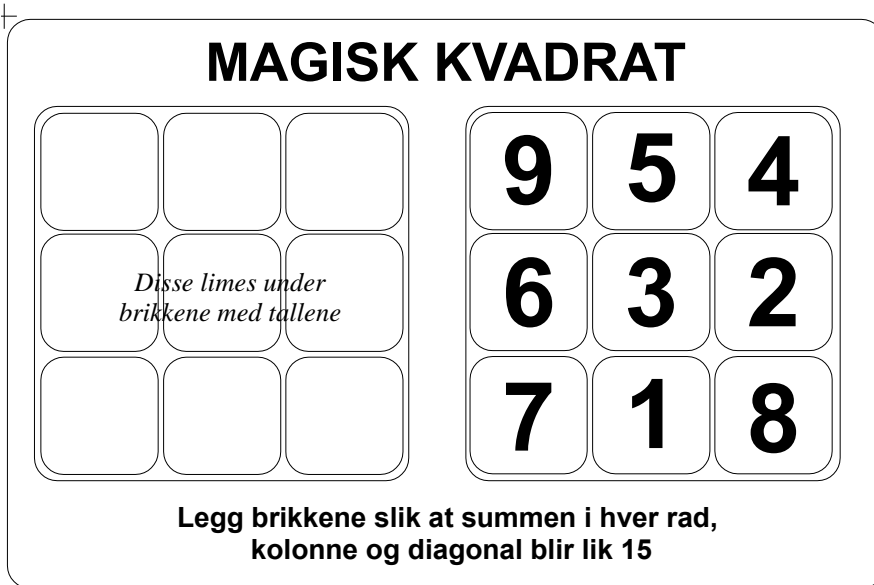 MAGISK KVADRAT
Disse limes under
brikkene med tallene
9 5 4
6 3 2
7 1 8
Legg brikkene slik at summen i hver rad,
kolonne og diagonal blir lik 15